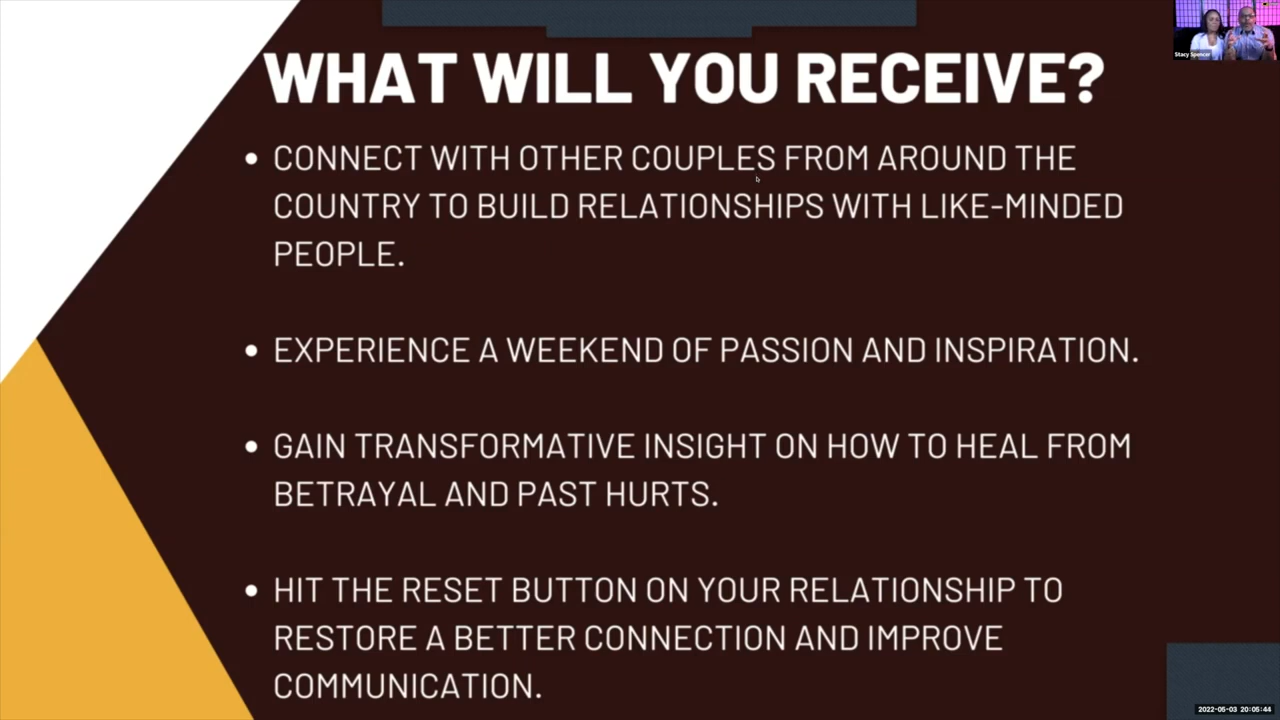 Stacy Spencer
WHAT WILL YOU RECEIVE?
• CONNECT WITH OTHER COUPLES FROM AROUND THE
COUNTRY TO BUILD RELATIONSHIPS WITH LIKE-MINDED
PEOPLE.
• EXPERIENCE A WEEKEND OF PASSION AND INSPIRATION.
• GAIN TRANSFORMATIVE INSIGHT ON HOW TO HEAL FROM
BETRAYAL AND PAST HURTS.
• HIT THE RESET BUTTON ON YOUR RELATIONSHIP TO
RESTORE A BETTER CONNECTION AND IMPROVE
COMMUNICATION.
2022-05-03 20:05:44